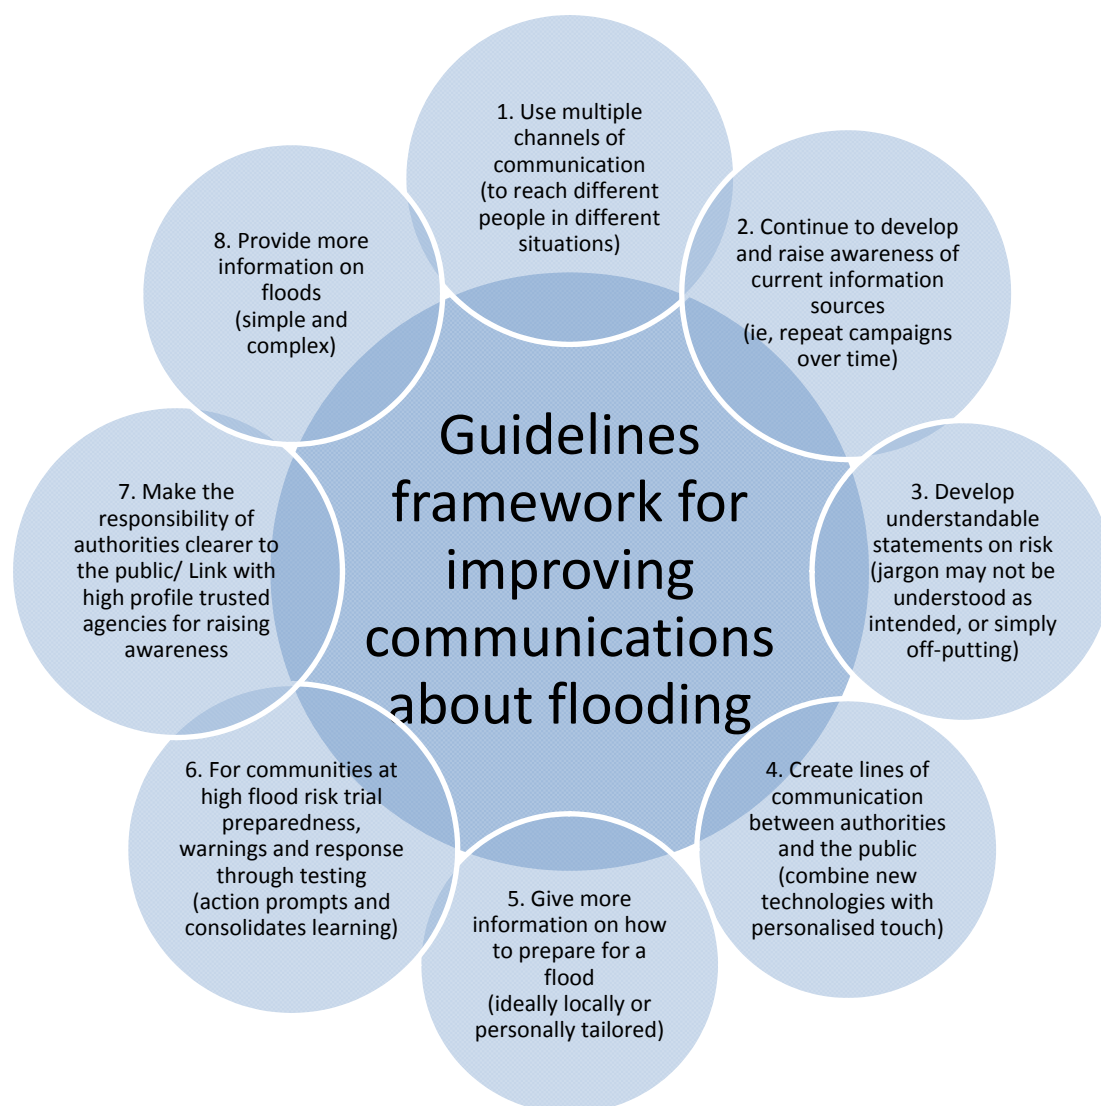 1. Use multiple
channels of
communication
(to reach different
people in different
situations)
2. Continue to develop
and raise awareness of
current information
sources
(ie, repeat campaigns
over time)
3. Develop
understandable
statements on risk
(jargon may not be
understood as
intended, or simply
off-putting)
4. Create lines of
communication
between authorities
and the public
(combine new
technologies with
personalised touch)
5. Give more
information on how
to prepare for a
flood
(ideally locally or
personally tailored)
6. For communities at
high flood risk trial
preparedness,
warnings and response
through testing
(action prompts and
consolidates learning)
7. Make the
responsibility of
authorities clearer to
the public/ Link with
high profile trusted
agencies for raising
awareness
8. Provide more
information on
floods
(simple and
complex)
Guidelines
framework for
improving
communications
about flooding